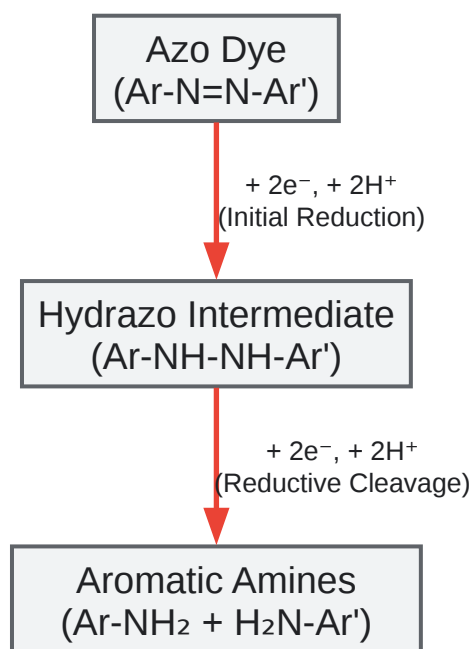 Azo Dye
(Ar-N=N-Ar')
+ 2e⁻, + 2H⁺
(Initial Reduction)
Hydrazo Intermediate
(Ar-NH-NH-Ar')
+ 2e⁻, + 2H⁺
(Reductive Cleavage)
Aromatic Amines
(Ar-NH₂ + H₂N-Ar')